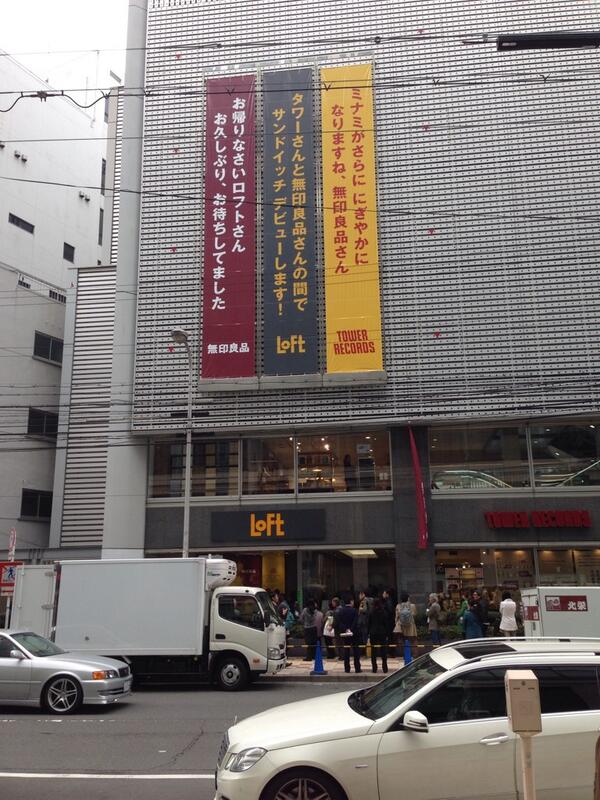 ミナミがさらに にぎやかに
なりますね、無印良品さん
TOWER
RECORDS
タワーさんと無印良品さんの間で
サンドイッチ デビューします！
LoFt
お帰りなさいロフトさん
お久しぶり、お待ちしてました
無印良品
LoFt
TOWER RECORDS
北栄